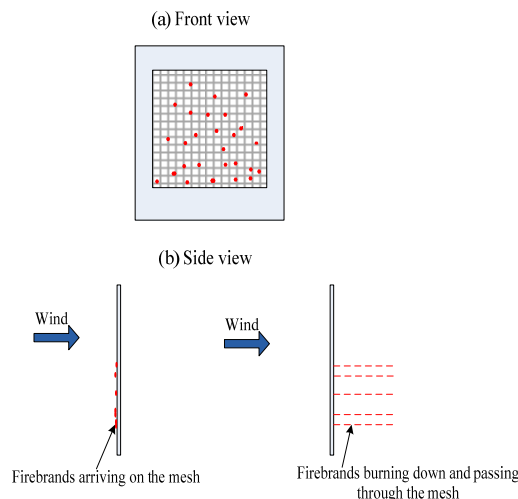 (a) Front view
(b) Side view
Wind
Wind
Firebrands arriving on the mesh
Firebrands burning down and passing
through the mesh